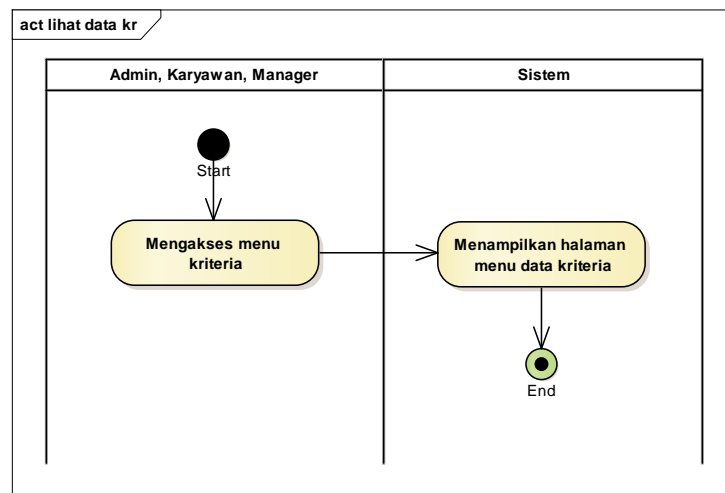 act lihat data kr
Admin, Karyawan, Manager
Sistem
Start
Mengakses menu
kriteria
Menampilkan halaman
menu data kriteria
End